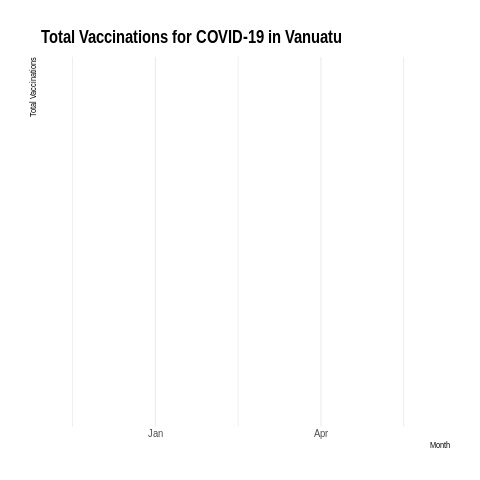 Total Vaccinations for COVID-19 in Vanuatu
Total Vaccinations
Jan
Apr
Month